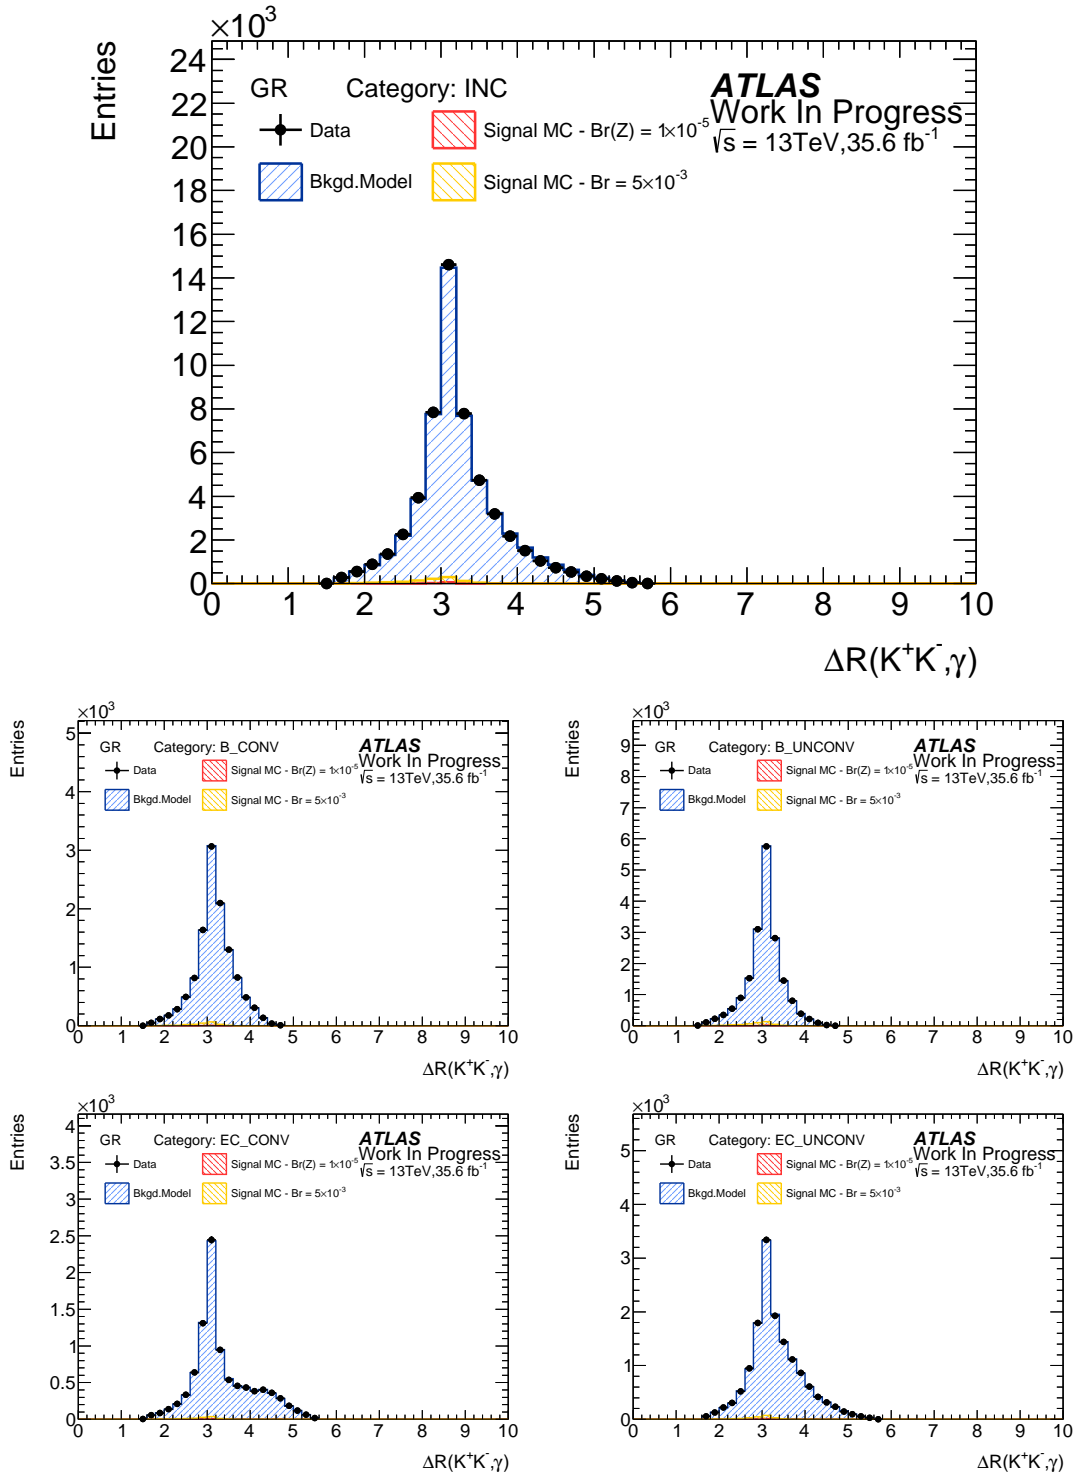 ×10³
Entries
24
22
20
18
16
14
12
10
8
6
4
2
0
GR Category: INC
ATLAS
Work In Progress
√s = 13TeV,35.6 fb⁻¹
Data
Signal MC - Br(Z) = 1×10⁻⁵
Bkgd.Model
Signal MC - Br = 5×10⁻³
0 1 2 3 4 5 6 7 8 9 10
ΔR(K⁺K⁻,γ)
×10³
Entries
5
4
3
2
1
0
GR Category: B_CONV
ATLAS
Work In Progress
√s = 13TeV,35.6 fb⁻¹
Data
Signal MC - Br(Z) = 1×10⁻⁵
Bkgd.Model
Signal MC - Br = 5×10⁻³
0 1 2 3 4 5 6 7 8 9 10
ΔR(K⁺K⁻,γ)
×10³
Entries
9
8
7
6
5
4
3
2
1
0
GR Category: B_UNCONV
ATLAS
Work In Progress
√s = 13TeV,35.6 fb⁻¹
Data
Signal MC - Br(Z) = 1×10⁻⁵
Bkgd.Model
Signal MC - Br = 5×10⁻³
0 1 2 3 4 5 6 7 8 9 10
ΔR(K⁺K⁻,γ)
×10³
Entries
4
3.5
3
2.5
2
1.5
1
0.5
0
GR Category: EC_CONV
ATLAS
Work In Progress
√s = 13TeV,35.6 fb⁻¹
Data
Signal MC - Br(Z) = 1×10⁻⁵
Bkgd.Model
Signal MC - Br = 5×10⁻³
0 1 2 3 4 5 6 7 8 9 10
ΔR(K⁺K⁻,γ)
×10³
Entries
5
4
3
2
1
0
GR Category: EC_UNCONV
ATLAS
Work In Progress
√s = 13TeV,35.6 fb⁻¹
Data
Signal MC - Br(Z) = 1×10⁻⁵
Bkgd.Model
Signal MC - Br = 5×10⁻³
0 1 2 3 4 5 6 7 8 9 10
ΔR(K⁺K⁻,γ)